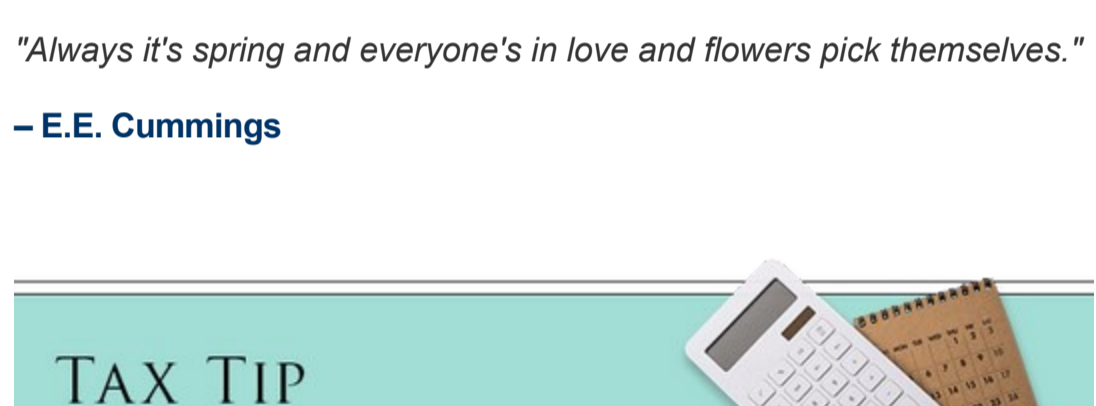 "Always it's spring and everyone's in love and flowers pick themselves."
– E.E. Cummings
TAX TIP